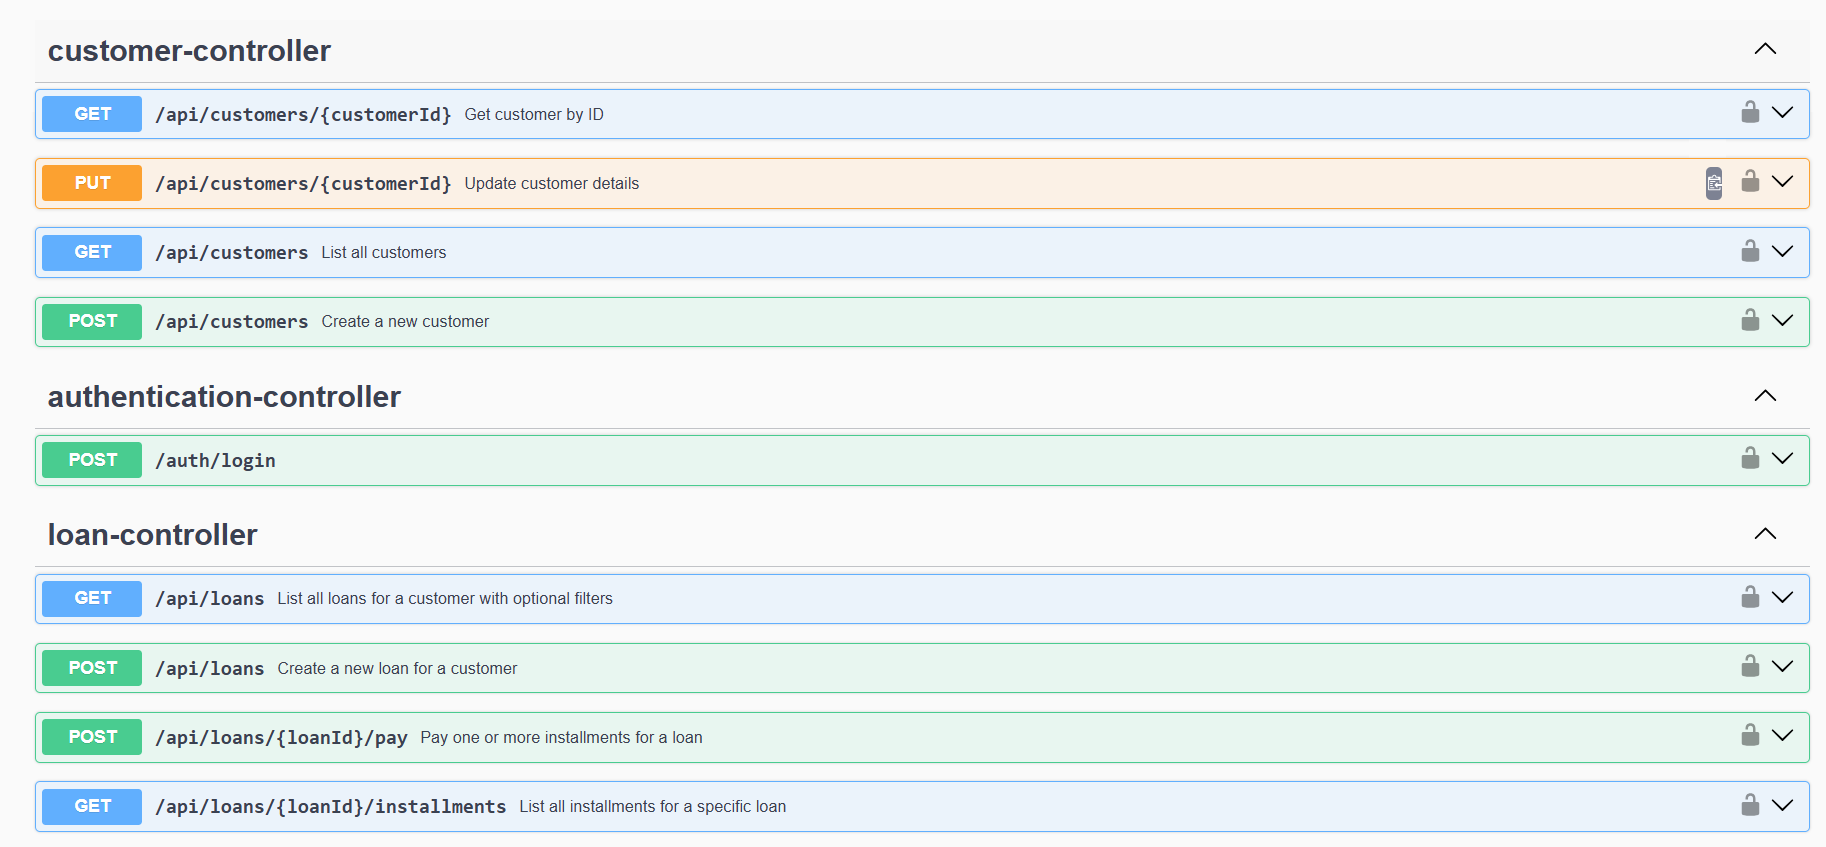 customer-controller
GET /api/customers/{customerId} Get customer by ID
PUT /api/customers/{customerId} Update customer details
GET /api/customers List all customers
POST /api/customers Create a new customer
authentication-controller
POST /auth/login
loan-controller
GET /api/loans List all loans for a customer with optional filters
POST /api/loans Create a new loan for a customer
POST /api/loans/{loanId}/pay Pay one or more installments for a loan
GET /api/loans/{loanId}/installments List all installments for a specific loan